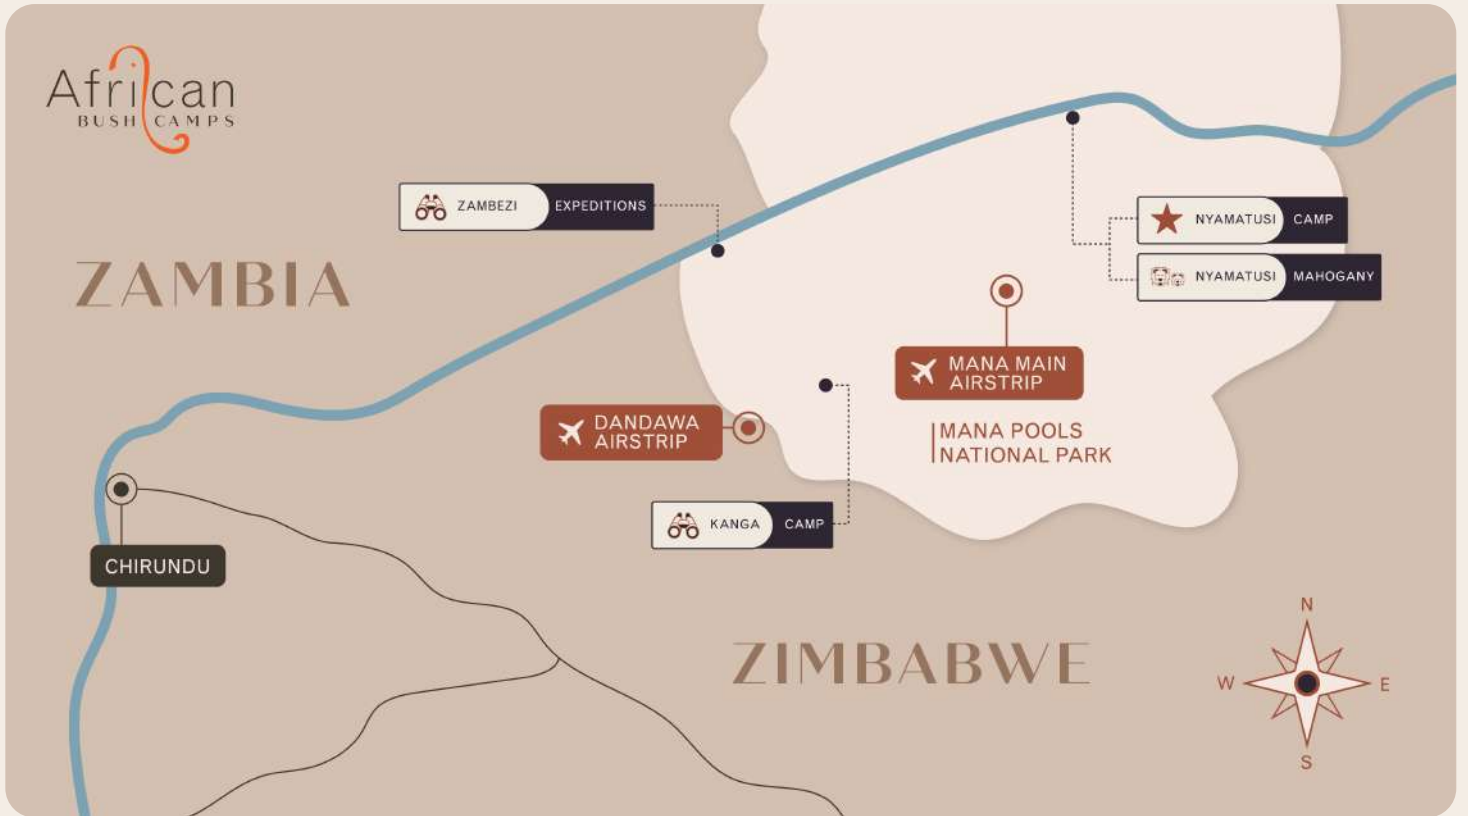 African
BUSH CAMPS
ZAMBEZI EXPEDITIONS
NYAMATUSI CAMP
ZAMBIA
NYAMATUSI MAHOGANY
MANA MAIN
AIRSTRIP
DANDAWA
AIRSTRIP
MANA POOLS
NATIONAL PARK
KANGA CAMP
CHIRUNDU
ZIMBABWE
N
W
E
S